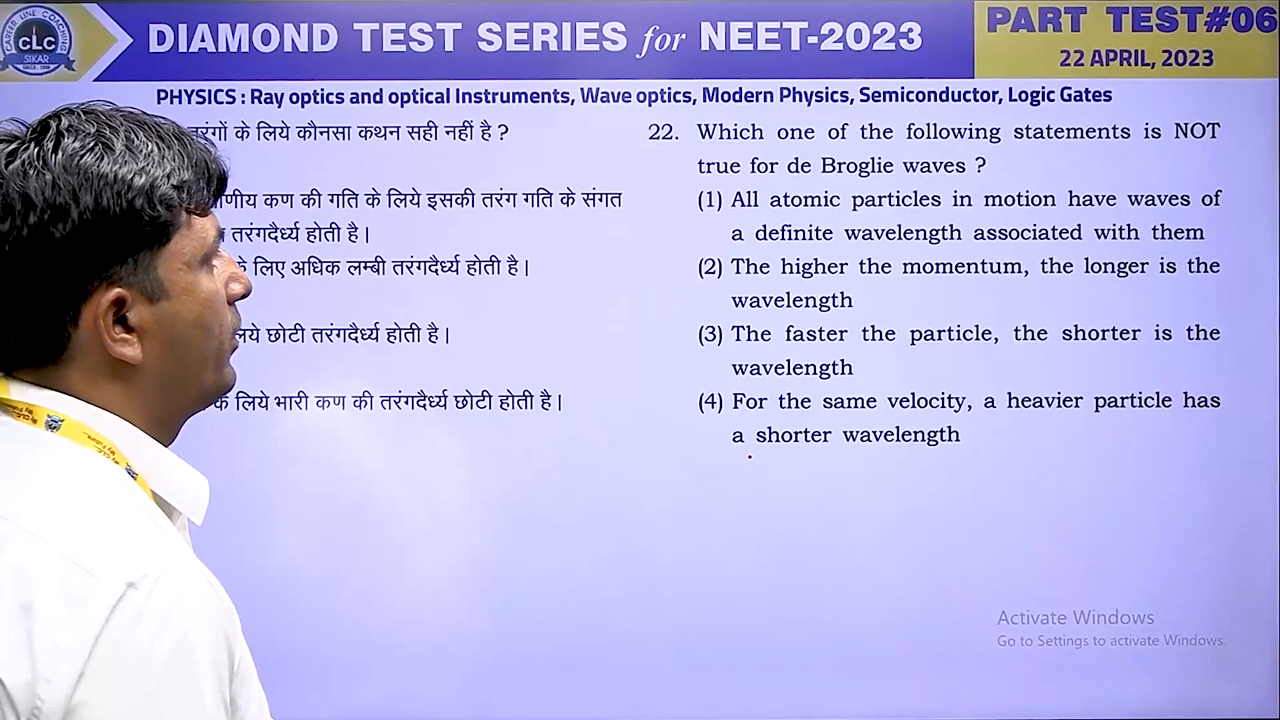 CAREER LINE COACHING
CLC
SIKAR
DIAMOND TEST SERIES for NEET-2023
PART TEST#06
22 APRIL, 2023
PHYSICS : Ray optics and optical Instruments, Wave optics, Modern Physics, Semiconductor, Logic Gates
तरंगों के लिये कौनसा कथन सही नहीं है ?
कण की गति के लिये इसकी तरंग गति के संगत
तरंगदैर्ध्य होती है।
के लिए अधिक लम्बी तरंगदैर्ध्य होती है।
छोटी तरंगदैर्ध्य होती है।
के लिये भारी कण की तरंगदैर्ध्य छोटी होती है।
22. Which one of the following statements is NOT
true for de Broglie waves ?
(1) All atomic particles in motion have waves of
a definite wavelength associated with them
(2) The higher the momentum, the longer is the
wavelength
(3) The faster the particle, the shorter is the
wavelength
(4) For the same velocity, a heavier particle has
a shorter wavelength
Activate Windows
Go to Settings to activate Windows.